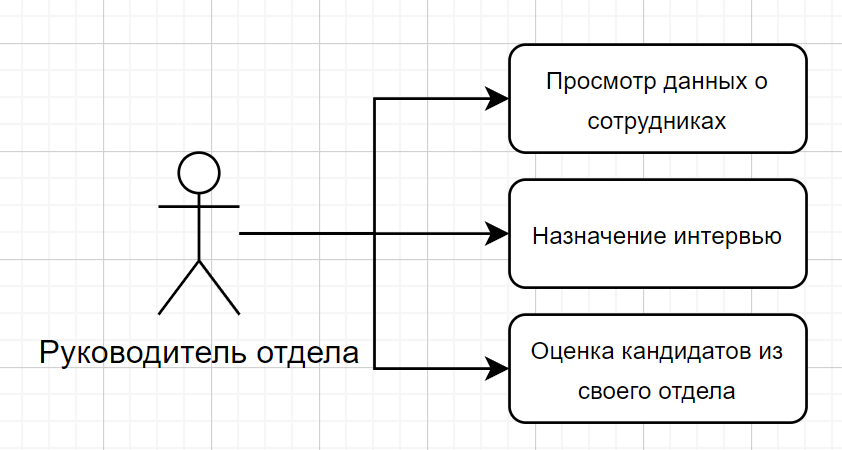 Просмотр данных о
сотрудниках
Назначение интервью
Руководитель отдела
Оценка кандидатов из
своего отдела